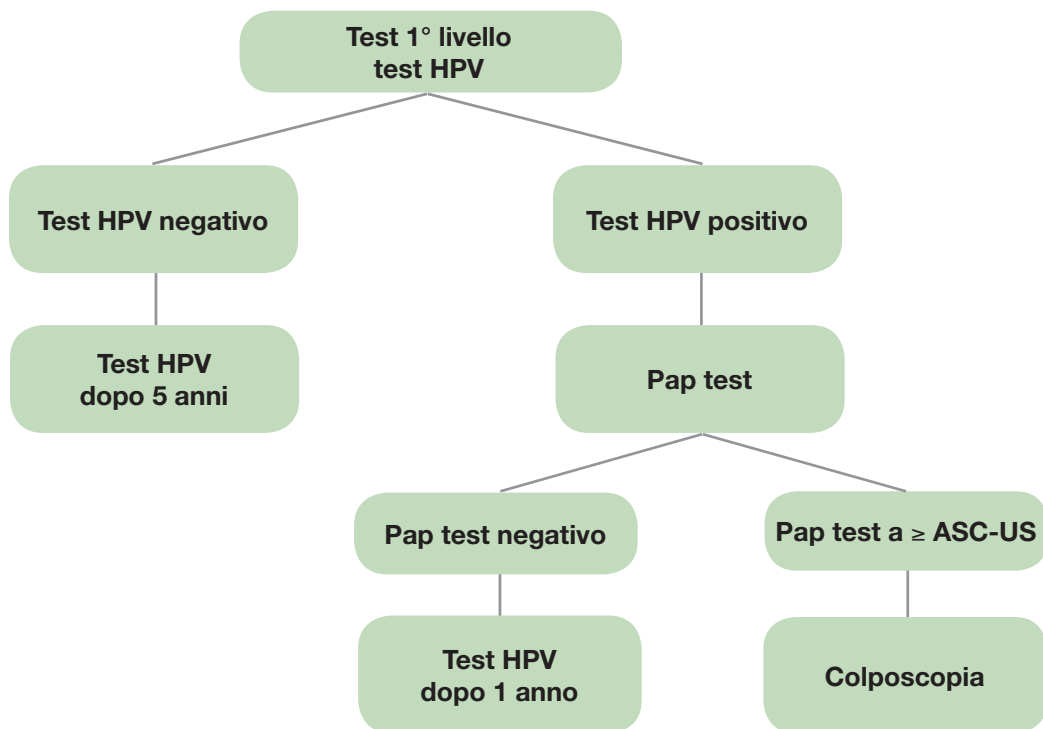 Test 1° livello
test HPV
Test HPV negativo
Test HPV positivo
Test HPV
dopo 5 anni
Pap test
Pap test negativo
Pap test a ≥ ASC-US
Test HPV
dopo 1 anno
Colposcopia